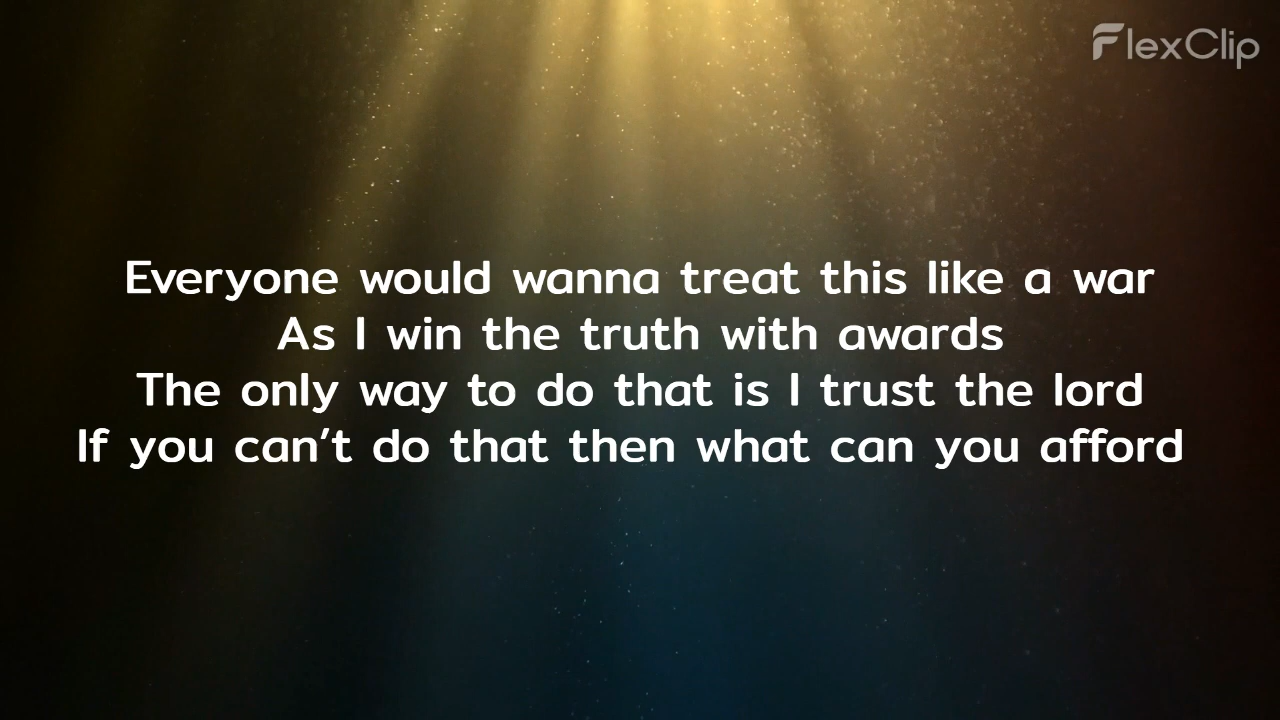 FlexClip
Everyone would wanna treat this like a war
As I win the truth with awards
The only way to do that is I trust the lord
If you can't do that then what can you afford